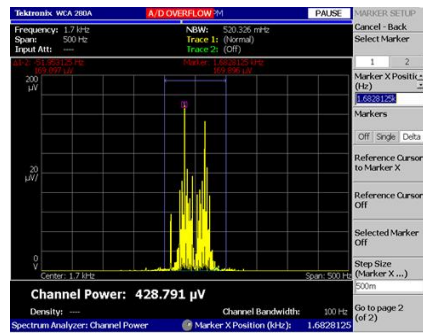 Tektronix WCA 280A
A/D OVERFLOW
PAUSE
MARKER SETUP
Frequency: 1.7 kHz
Span: 500 Hz
Input Att: ----
NBW: 520.326 mHz
Trace 1: (Normal)
Trace 2: (Off)
Cancel - Back
Select Marker
1 2
Marker X Positi
(Hz)
1.6828125k
Markers
Off Single Delta
Reference Cursor
to Marker X
Reference Cursor
Off
Selected Marker
Off
Step Size
(Marker X ...)
500m
Go to page 2
(of 2)
Marker: 1.6828125 kHz
200
µV
20
µV/
0
V
Center: 1.7 kHz
Span: 500 Hz
Channel Power: 428.791 µV
Density: ----
Channel Bandwidth: 100 Hz
Spectrum Analyzer: Channel Power
Marker X Position (kHz): 1.6828125